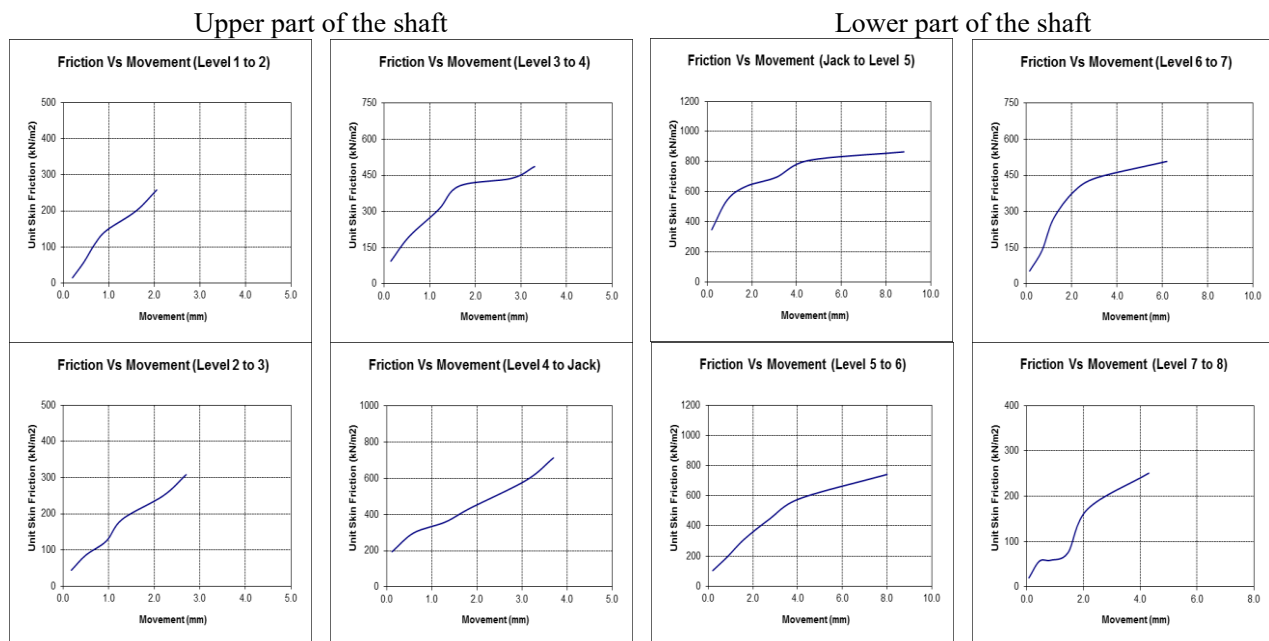 Upper part of the shaft
Lower part of the shaft
Friction Vs Movement (Level 1 to 2)
Unit Skin Friction (kN/m2)
500
400
300
200
100
0
0.0 1.0 2.0 3.0 4.0 5.0
Movement (mm)
Friction Vs Movement (Level 3 to 4)
Unit Skin Friction (kN/m2)
750
600
450
300
150
0
0.0 1.0 2.0 3.0 4.0 5.0
Movement (mm)
Friction Vs Movement (Jack to Level 5)
Unit Skin Friction (kN/m2)
1200
1000
800
600
400
200
0
0.0 2.0 4.0 6.0 8.0 10.0
Movement (mm)
Friction Vs Movement (Level 6 to 7)
Unit Skin Friction (kN/m2)
750
600
450
300
150
0
0.0 2.0 4.0 6.0 8.0 10.0
Movement (mm)
Friction Vs Movement (Level 2 to 3)
Unit Skin Friction (kN/m2)
500
400
300
200
100
0
0.0 1.0 2.0 3.0 4.0 5.0
Movement (mm)
Friction Vs Movement (Level 4 to Jack)
Unit Skin Friction (kN/m2)
1000
800
600
400
200
0
0.0 1.0 2.0 3.0 4.0 5.0
Movement (mm)
Friction Vs Movement (Level 5 to 6)
Unit Skin Friction (kN/m2)
1200
1000
800
600
400
200
0
0.0 2.0 4.0 6.0 8.0 10.0
Movement (mm)
Friction Vs Movement (Level 7 to 8)
Unit Skin Friction (kN/m2)
400
300
200
100
0
0.0 2.0 4.0 6.0 8.0
Movement (mm)